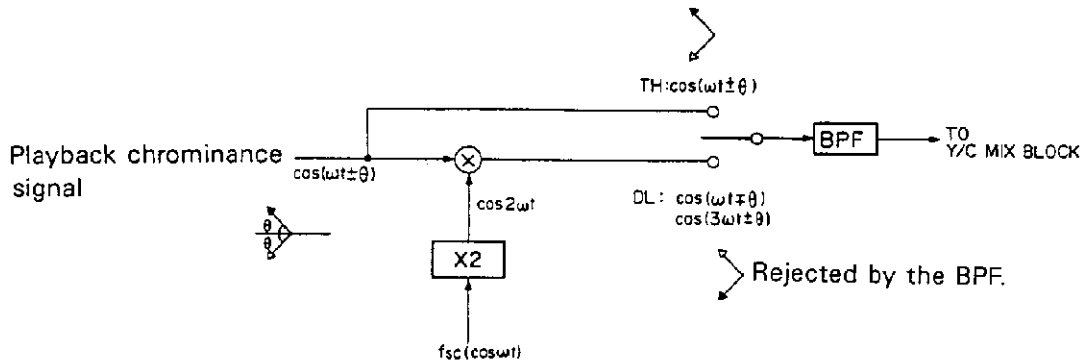 TH:cos(ωt±θ)
Playback chrominance
signal
cos(ωt±θ)
×
BPF
TO
Y/C MIX BLOCK
cos2ωt
DL: cos(ωt∓θ)
cos(3ωt±θ)
θ
θ
X2
Rejected by the BPF.
fsc(cosωt)